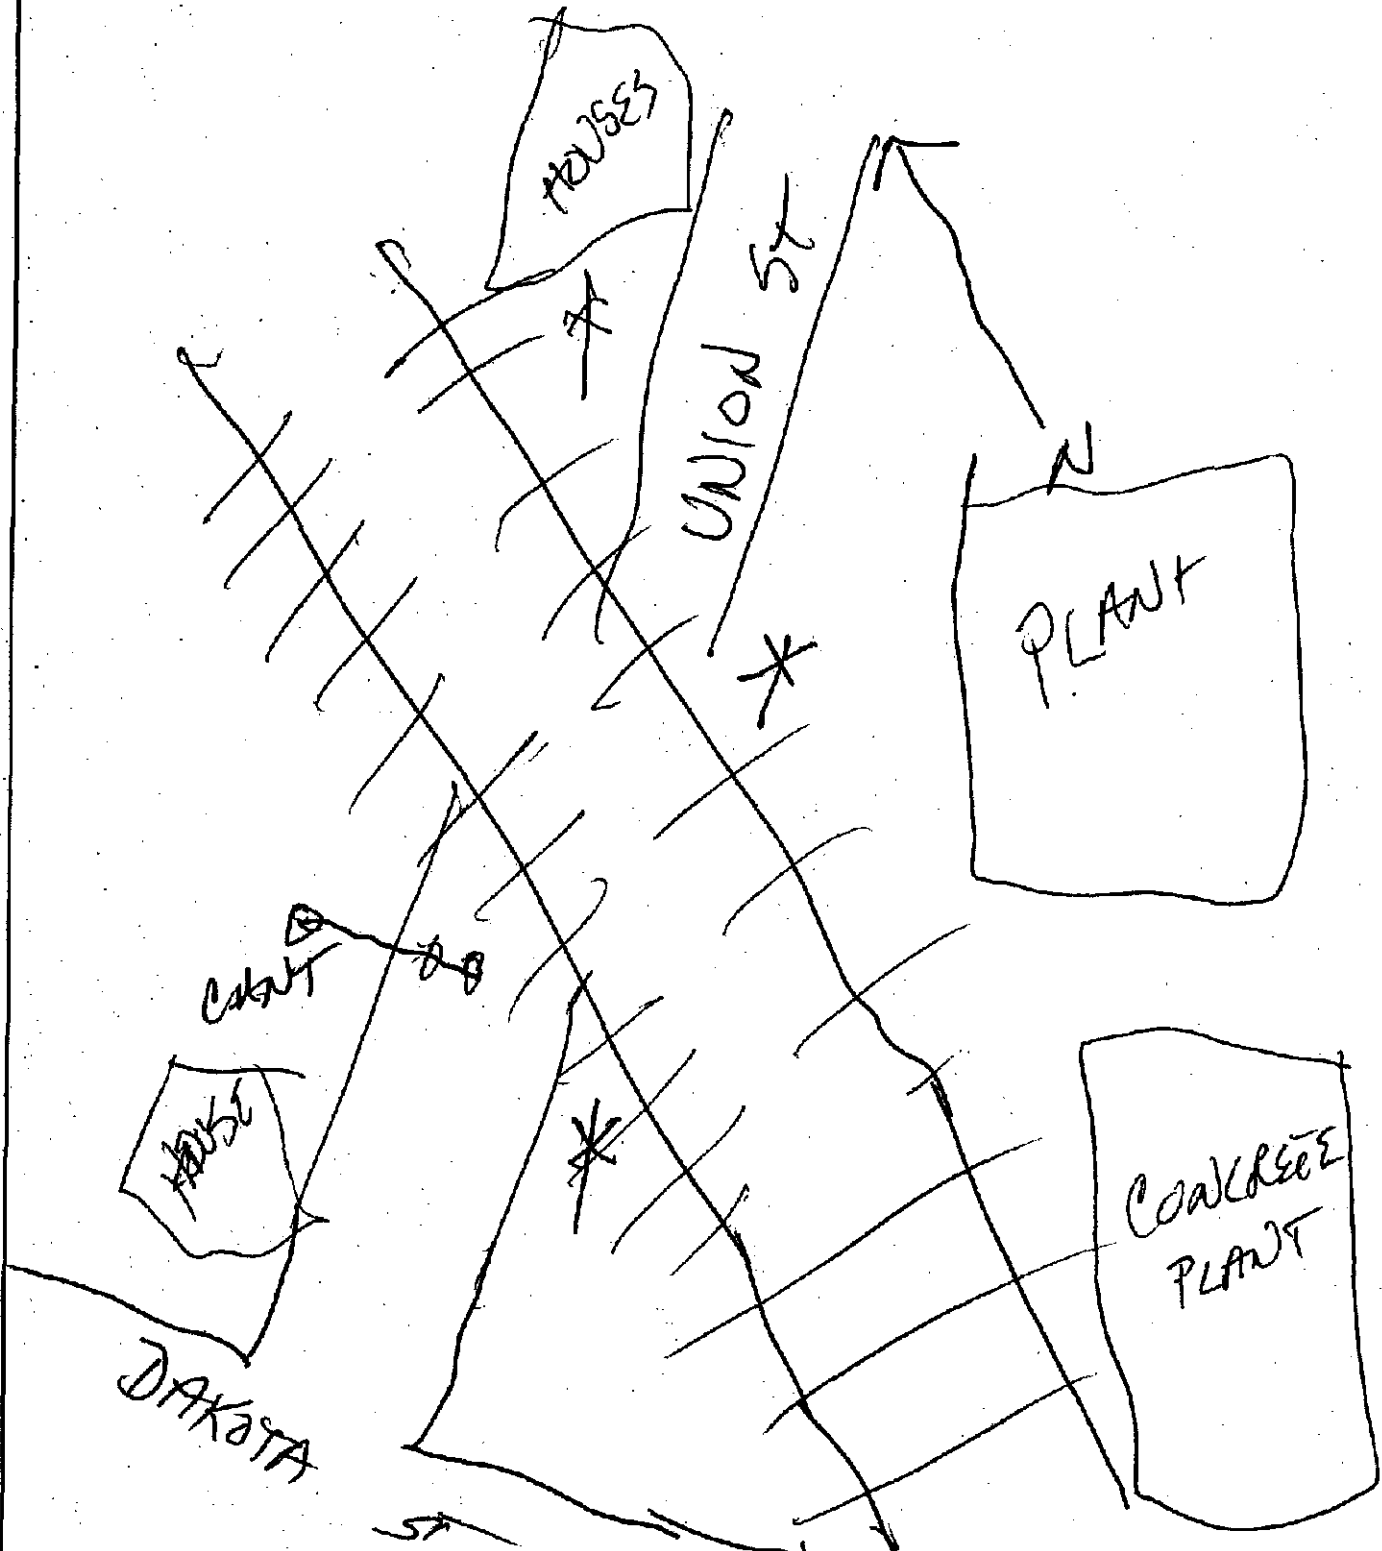 HOUSES
UNION St
N
PLANT
CANT
HOUSE
CONCRETE
PLANT
DAKOTA
ST